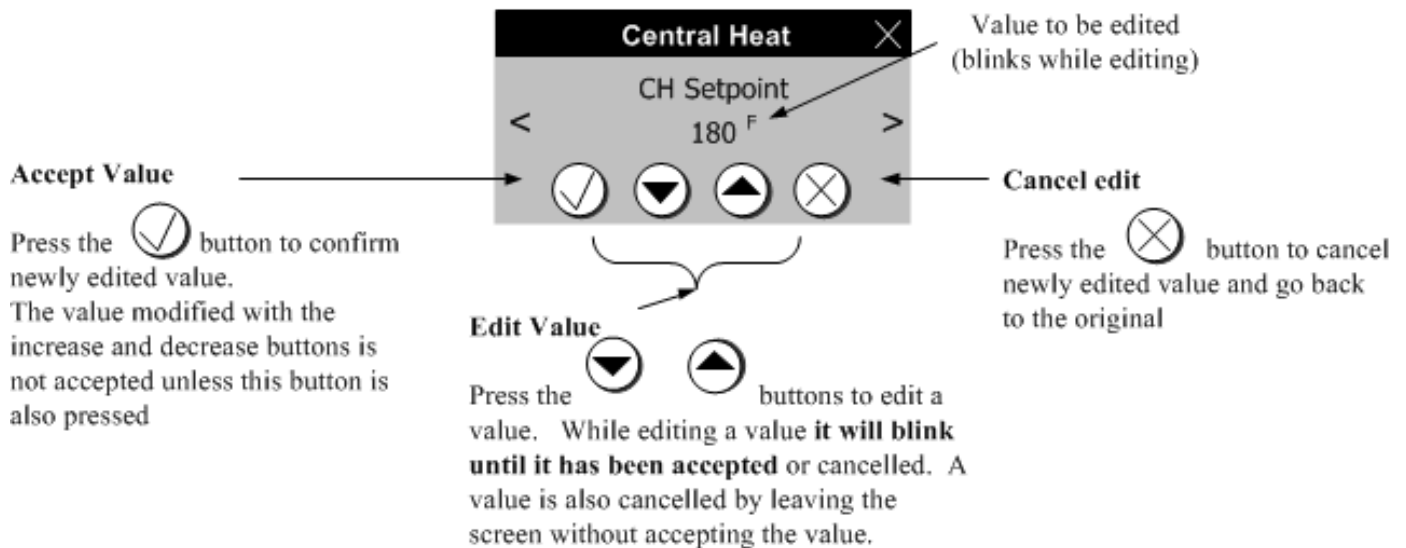 Central Heat
CH Setpoint
< 180 F >
Value to be edited
(blinks while editing)
Accept Value
Press the button to confirm
newly edited value.
The value modified with the
increase and decrease buttons is
not accepted unless this button is
also pressed
Edit Value
Press the buttons to edit a
value. While editing a value it will blink
until it has been accepted or cancelled. A
value is also cancelled by leaving the
screen without accepting the value.
Cancel edit
Press the button to cancel
newly edited value and go back
to the original